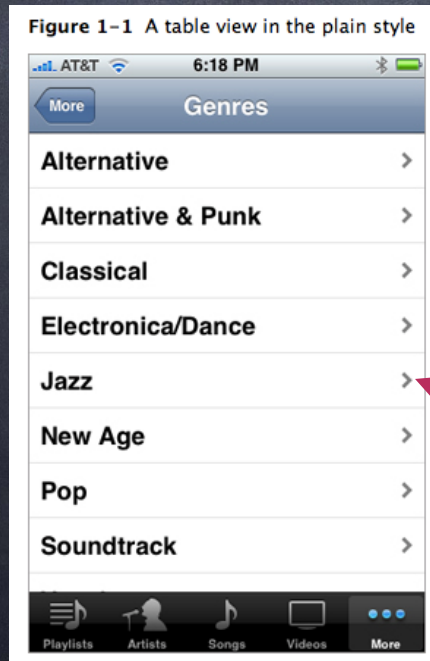 Figure 1-1 A table view in the plain style
AT&T 6:18 PM
More Genres
Alternative
Alternative & Punk
Classical
Electronica/Dance
Jazz
New Age
Pop
Soundtrack
Playlists Artists Songs Videos More